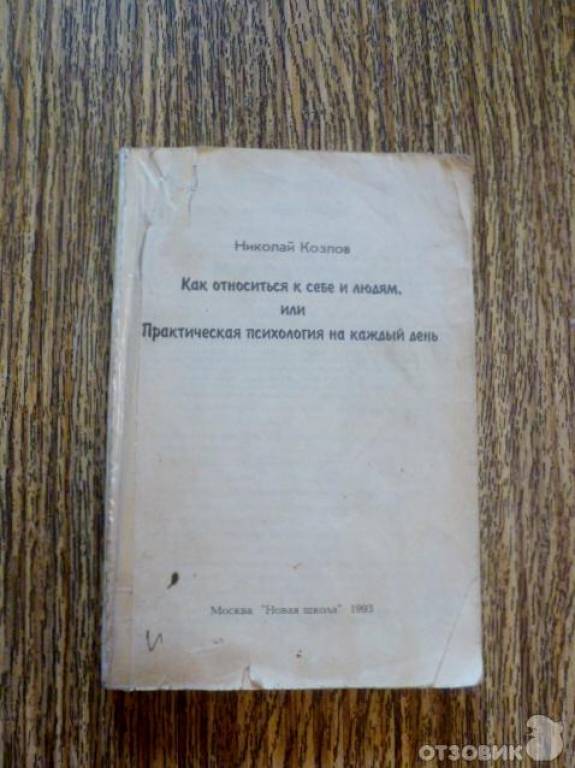 Николай Козлов
Как относиться к себе и людям,
или
Практическая психология на каждый день
Москва "Новая школа" 1993
отзовик